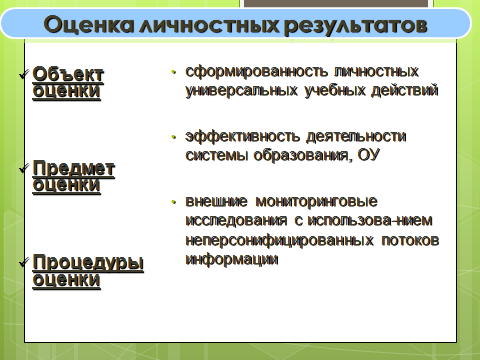 Оценка личностных результатов
Объект
оценки
сформированность личностных
универсальных учебных действий
Предмет
оценки
эффективность деятельности
системы образования, ОУ
Процедуры
оценки
внешние мониторинговые
исследования с использова-нием
неперсонифицированных потоков
информации